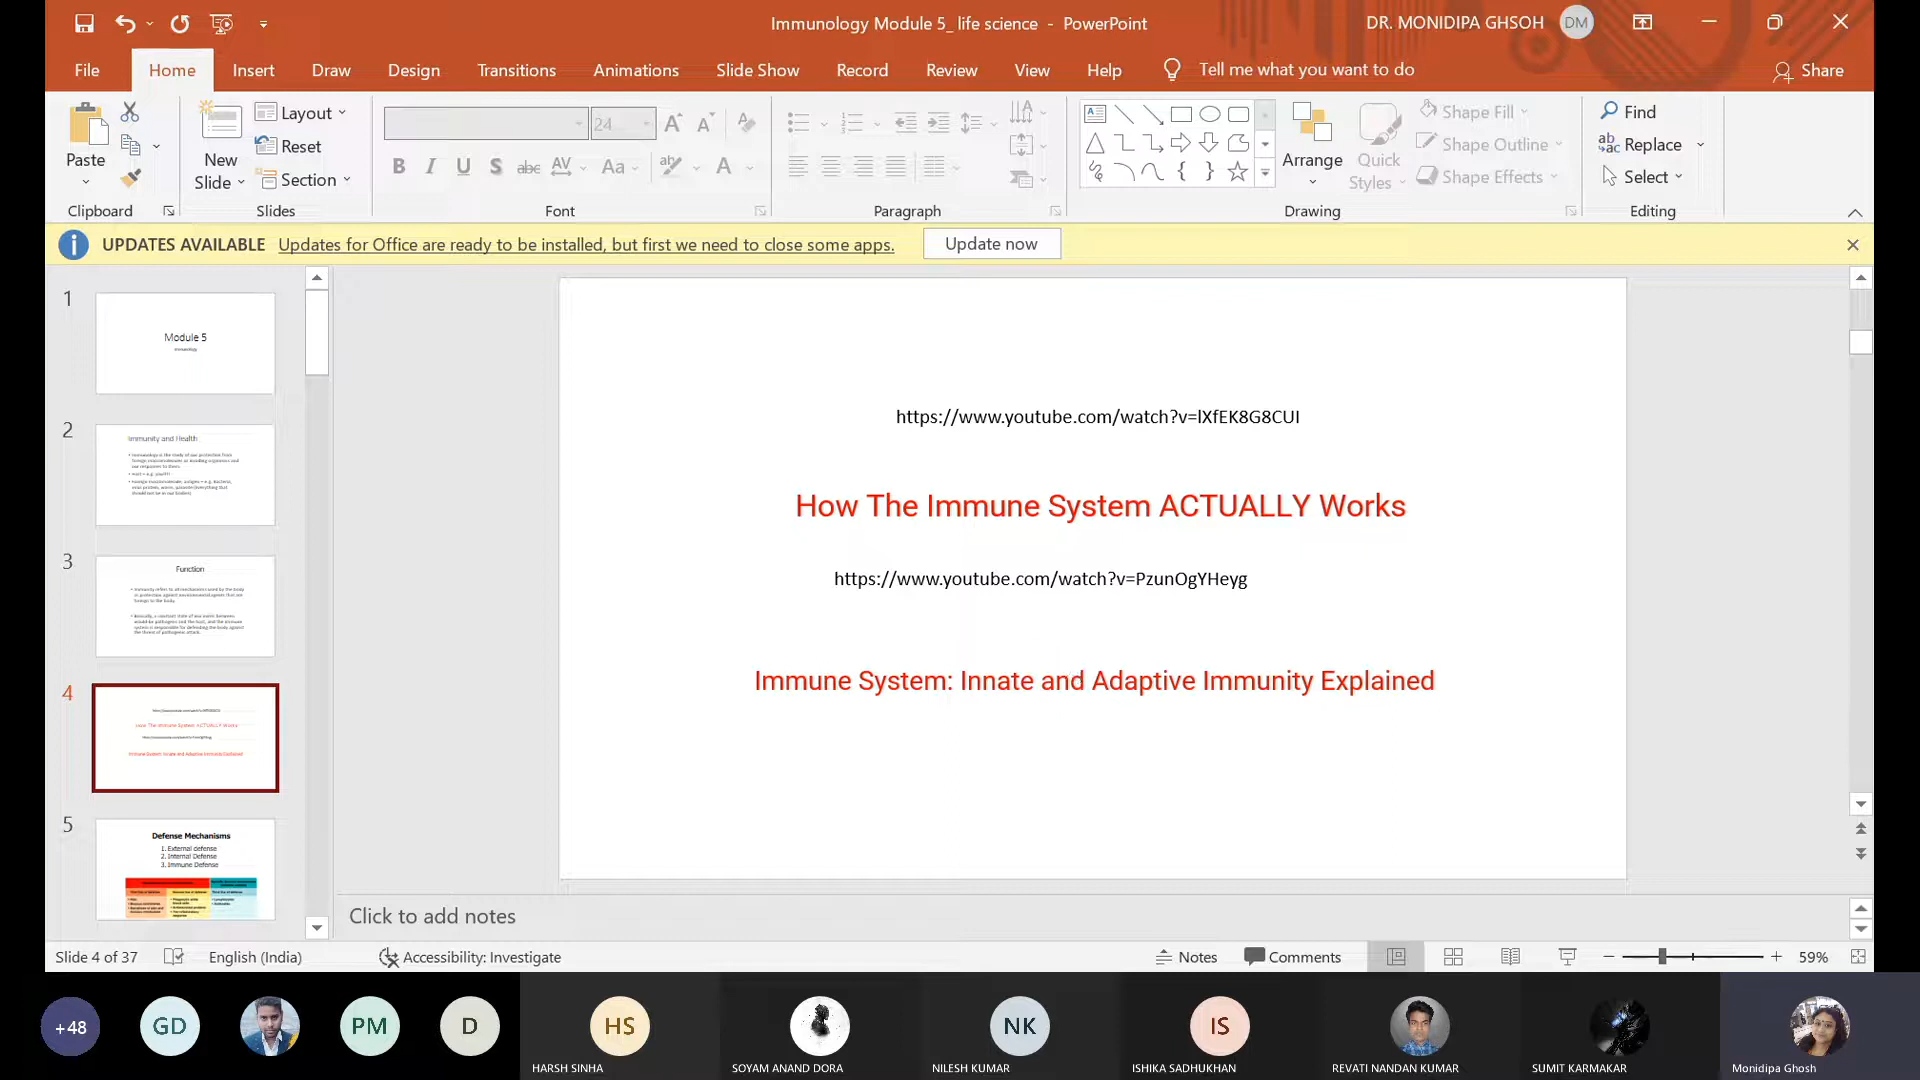 Immunology Module 5_ life science - PowerPoint
DR. MONIDIPA GHSOH
DM
File
Home
Insert
Draw
Design
Transitions
Animations
Slide Show
Record
Review
View
Help
Tell me what you want to do
Share
Paste
Clipboard
New
Slide
Layout
Reset
Section
Slides
24
Font
Paragraph
Arrange
Quick
Styles
Shape Fill
Shape Outline
Shape Effects
Drawing
Find
Replace
Select
Editing
UPDATES AVAILABLE
Updates for Office are ready to be installed, but first we need to close some apps.
Update now
1
Module 5
Immunology
2
Immunity and Health
3
Function
4
5
Defense Mechanisms
1. External defense
2. Internal Defense
3. Immune Defense
https://www.youtube.com/watch?v=lXfEK8G8CUI
How The Immune System ACTUALLY Works
https://www.youtube.com/watch?v=PzunOgYHeyg
Immune System: Innate and Adaptive Immunity Explained
Click to add notes
Slide 4 of 37
English (India)
Accessibility: Investigate
Notes
Comments
59%
+48
GD
PM
D
HS
HARSH SINHA
SOYAM ANAND DORA
NK
NILESH KUMAR
IS
ISHIKA SADHUKHAN
REVATI NANDAN KUMAR
SUMIT KARMAKAR
Monidipa Ghosh